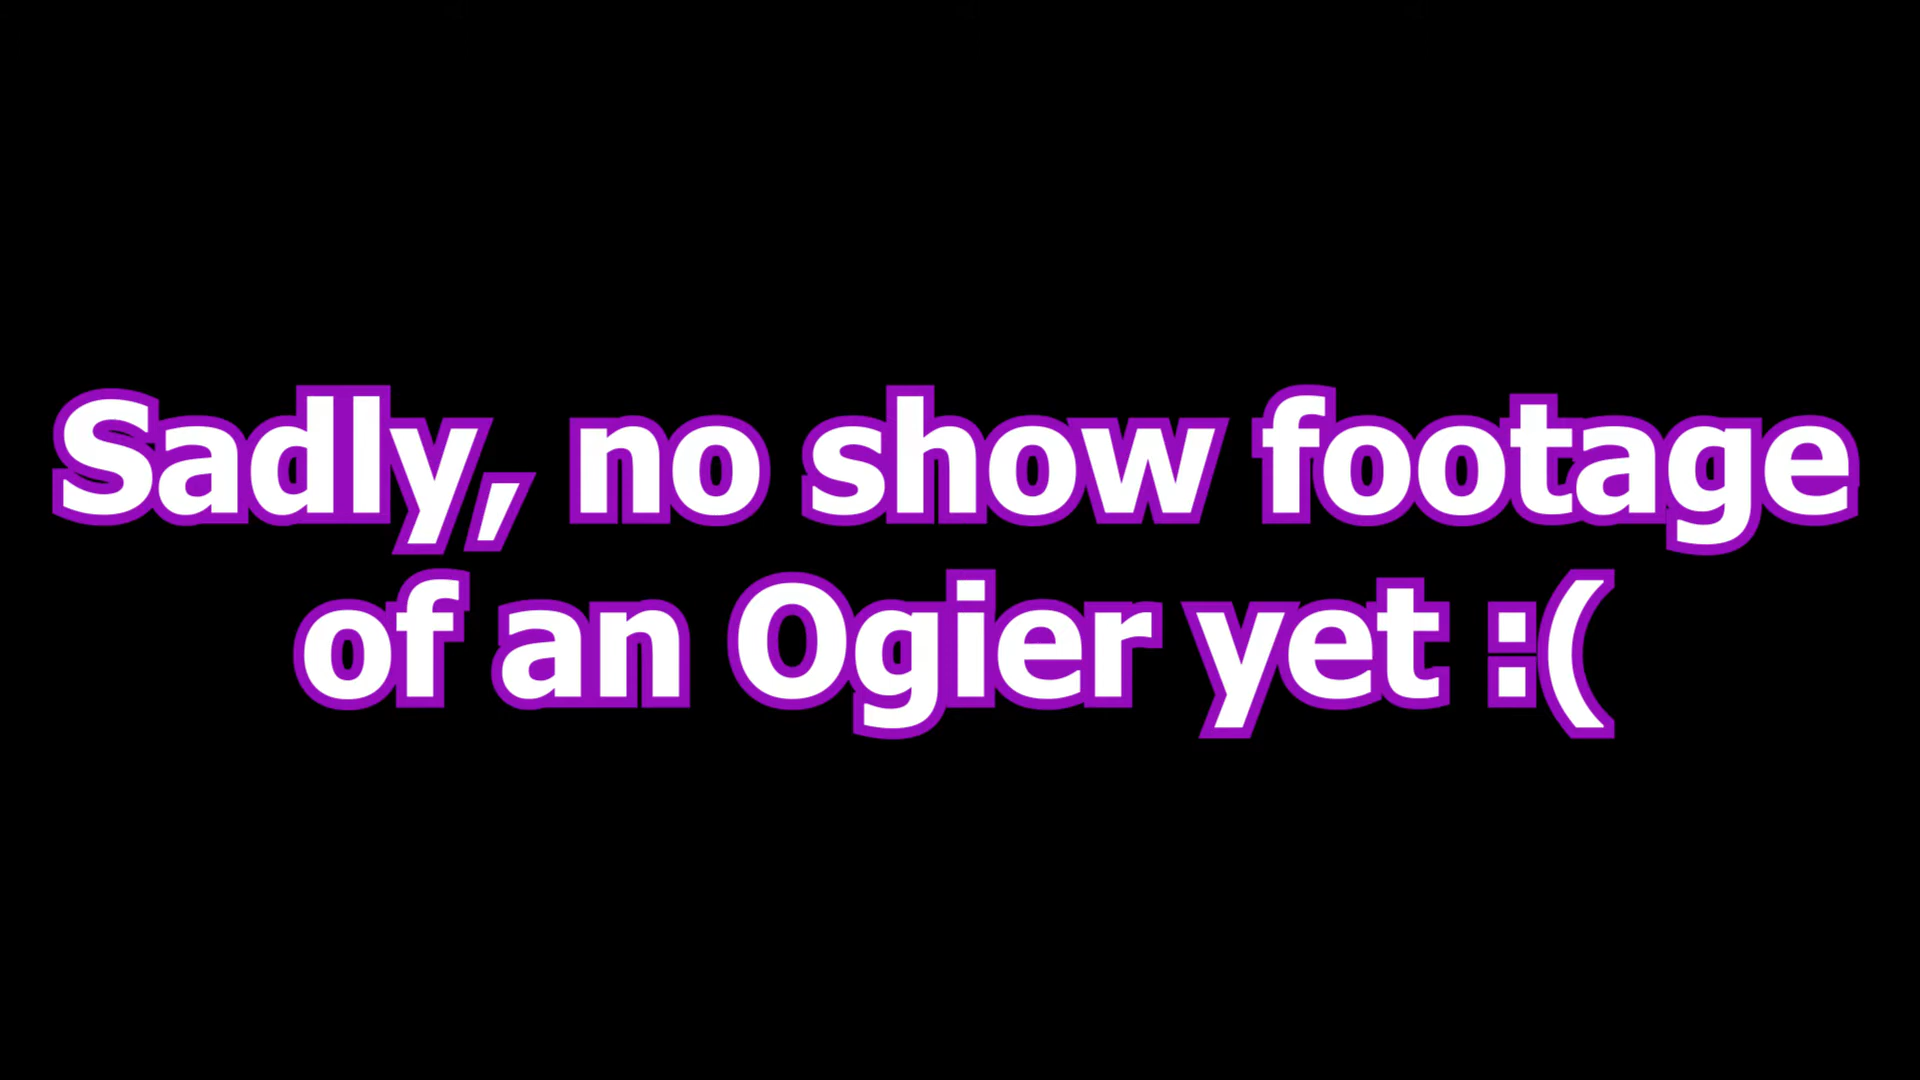 Sadly, no show footage
of an Ogier yet :(